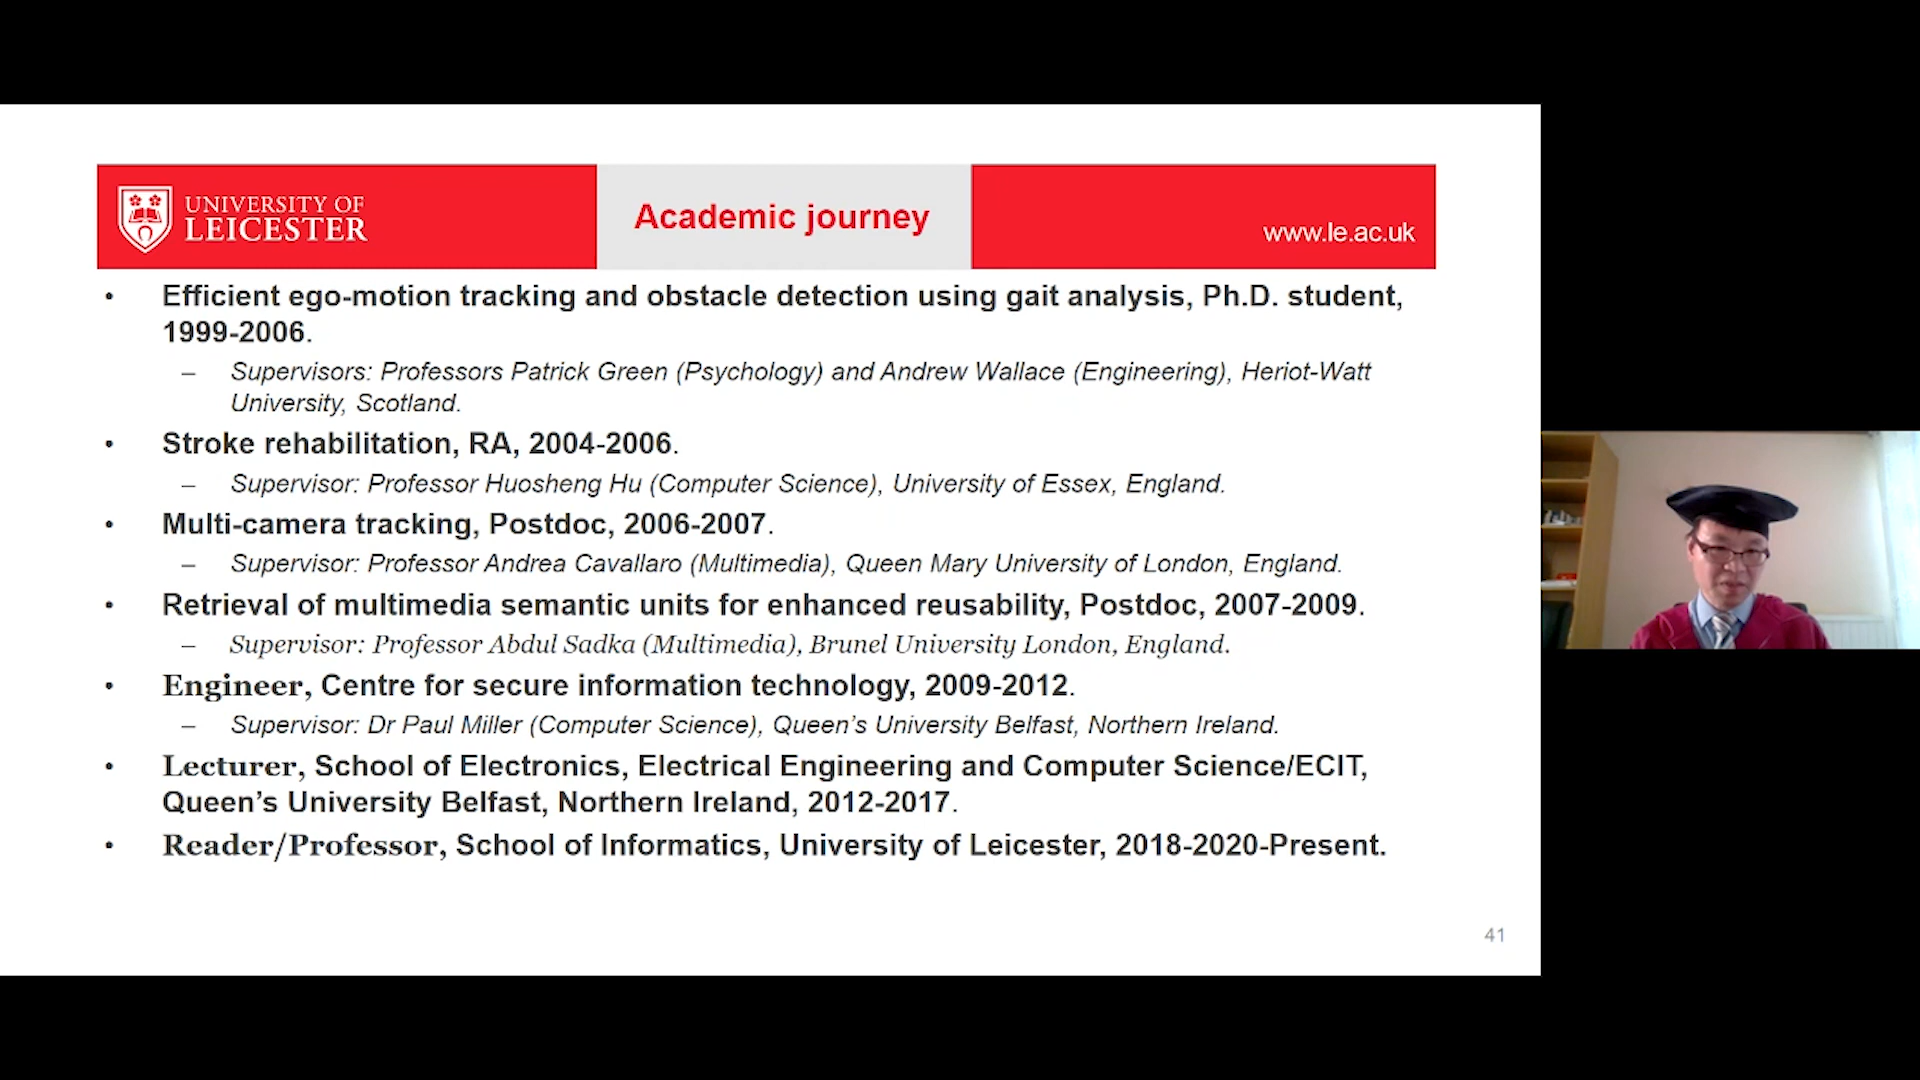 UNIVERSITY OF
LEICESTER
Academic journey
www.le.ac.uk
• Efficient ego-motion tracking and obstacle detection using gait analysis, Ph.D. student,
1999-2006.
– Supervisors: Professors Patrick Green (Psychology) and Andrew Wallace (Engineering), Heriot-Watt
University, Scotland.
• Stroke rehabilitation, RA, 2004-2006.
– Supervisor: Professor Huosheng Hu (Computer Science), University of Essex, England.
• Multi-camera tracking, Postdoc, 2006-2007.
– Supervisor: Professor Andrea Cavallaro (Multimedia), Queen Mary University of London, England.
• Retrieval of multimedia semantic units for enhanced reusability, Postdoc, 2007-2009.
– Supervisor: Professor Abdul Sadka (Multimedia), Brunel University London, England.
• Engineer, Centre for secure information technology, 2009-2012.
– Supervisor: Dr Paul Miller (Computer Science), Queen's University Belfast, Northern Ireland.
• Lecturer, School of Electronics, Electrical Engineering and Computer Science/ECIT,
Queen's University Belfast, Northern Ireland, 2012-2017.
• Reader/Professor, School of Informatics, University of Leicester, 2018-2020-Present.
41